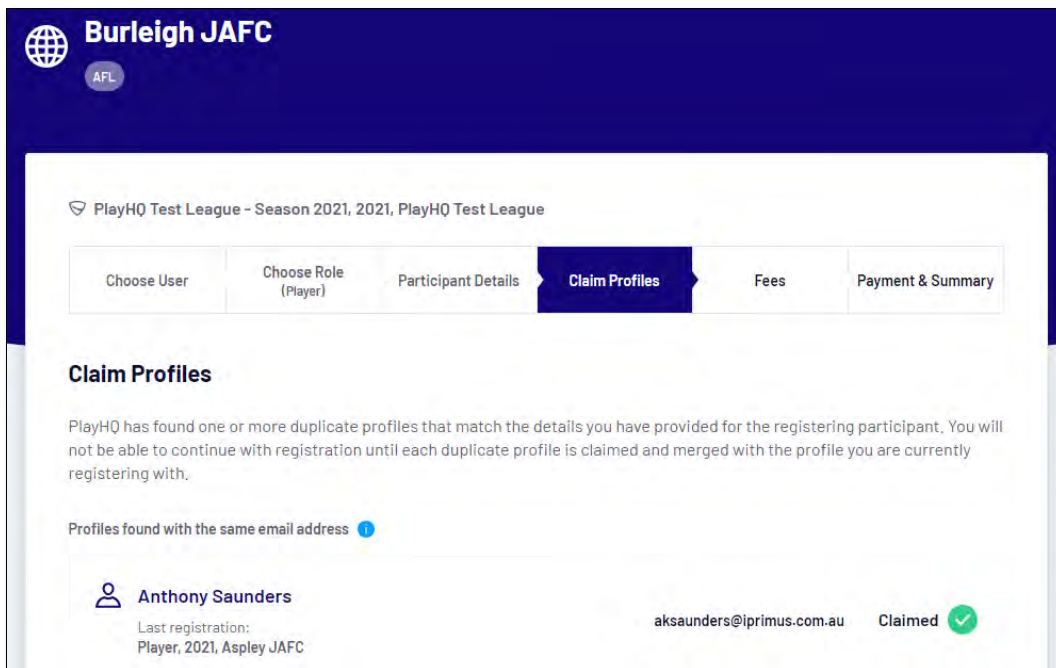 Burleigh JAFC
AFL
PlayHQ Test League - Season 2021, 2021, PlayHQ Test League
Choose User
Choose Role
(Player)
Participant Details
Claim Profiles
Fees
Payment & Summary
Claim Profiles
PlayHQ has found one or more duplicate profiles that match the details you have provided for the registering participant. You will
not be able to continue with registration until each duplicate profile is claimed and merged with the profile you are currently
registering with.
Profiles found with the same email address i
Anthony Saunders
aksaunders@iprimus.com.au
Claimed
Last registration:
Player, 2021, Aspley JAFC